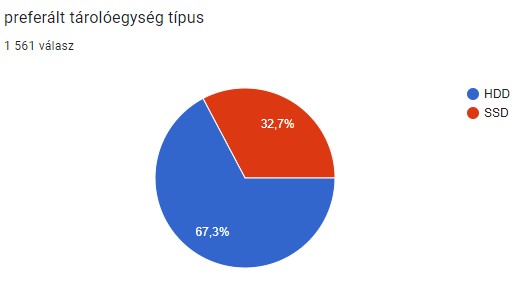 preferált tárolóegység típus
1 561 válasz
HDD
SSD
32,7%
67,3%